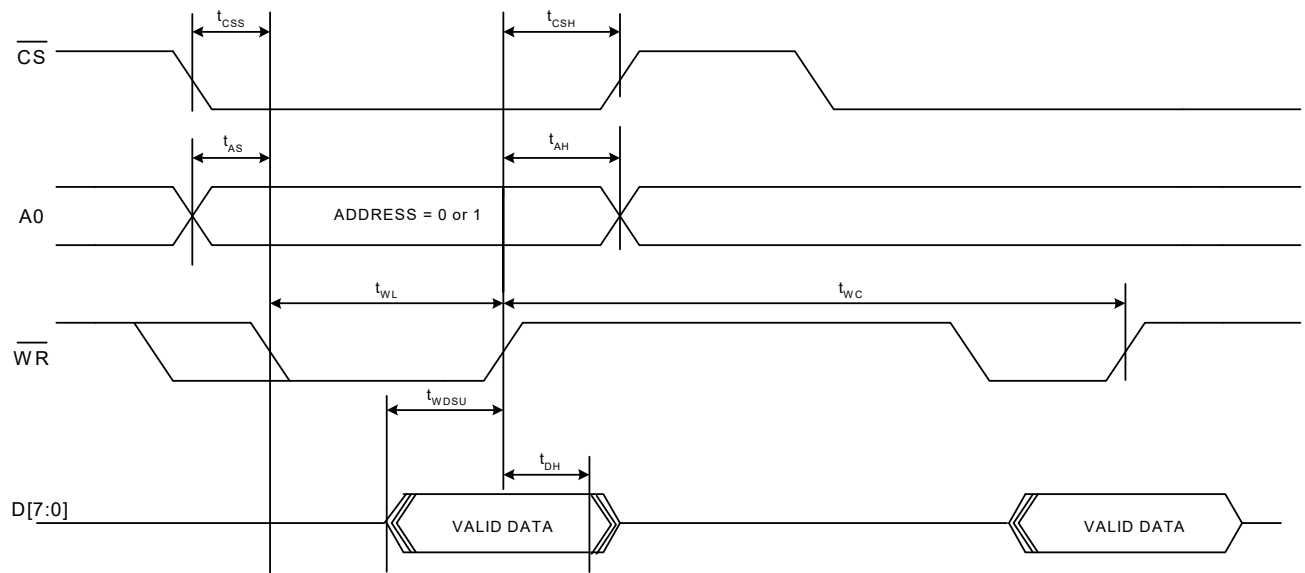 tCSS
tCSH
CS
tAS
tAH
A0
ADDRESS = 0 or 1
tWL
tWC
WR
tWDSU
tDH
D[7:0]
VALID DATA
VALID DATA